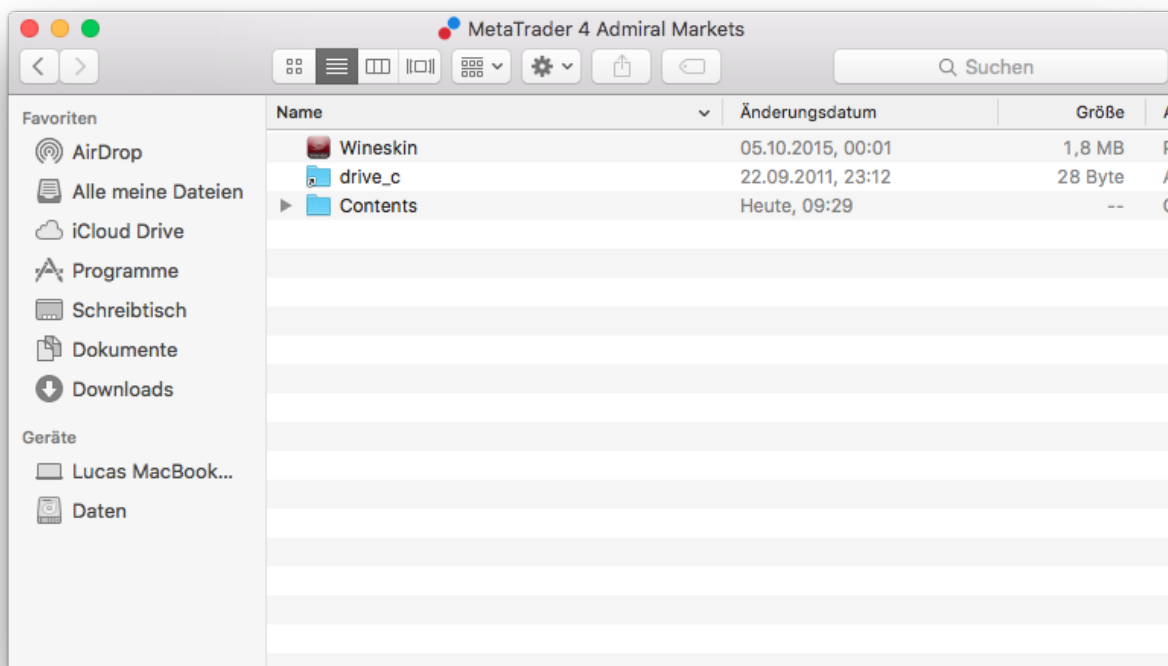 MetaTrader 4 Admiral Markets
Suchen
Favoriten
AirDrop
Alle meine Dateien
iCloud Drive
Programme
Schreibtisch
Dokumente
Downloads
Geräte
Lucas MacBook...
Daten
Name Änderungsdatum Größe
Wineskin 05.10.2015, 00:01 1,8 MB
drive_c 22.09.2011, 23:12 28 Byte
Contents Heute, 09:29 --